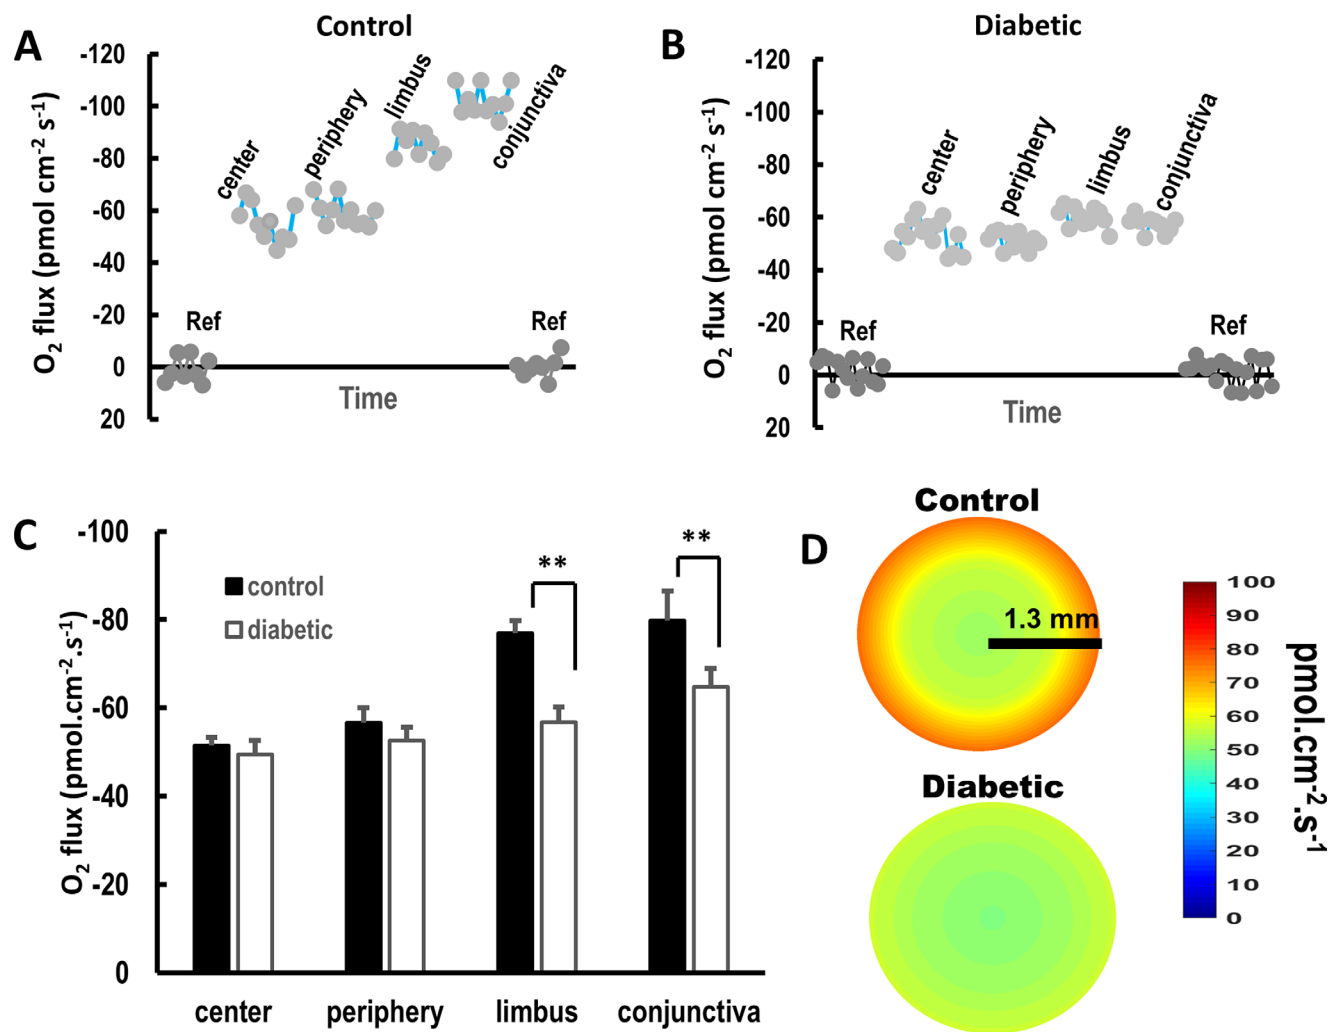 A
Control
O2 flux (pmol cm-2 s-1)
-120
-100
-80
-60
-40
-20
0
20
center
periphery
limbus
conjunctiva
Ref
Ref
Time
B
Diabetic
O2 flux (pmol cm-2 s-1)
-120
-100
-80
-60
-40
-20
0
20
center
periphery
limbus
conjunctiva
Ref
Ref
Time
C
O2 flux (pmol.cm-2.s-1)
-100
-80
-60
-40
-20
0
control
diabetic
**
**
center
periphery
limbus
conjunctiva
D
Control
1.3 mm
Diabetic
100
90
80
70
60
50
40
30
20
10
0
pmol.cm-2.s-1